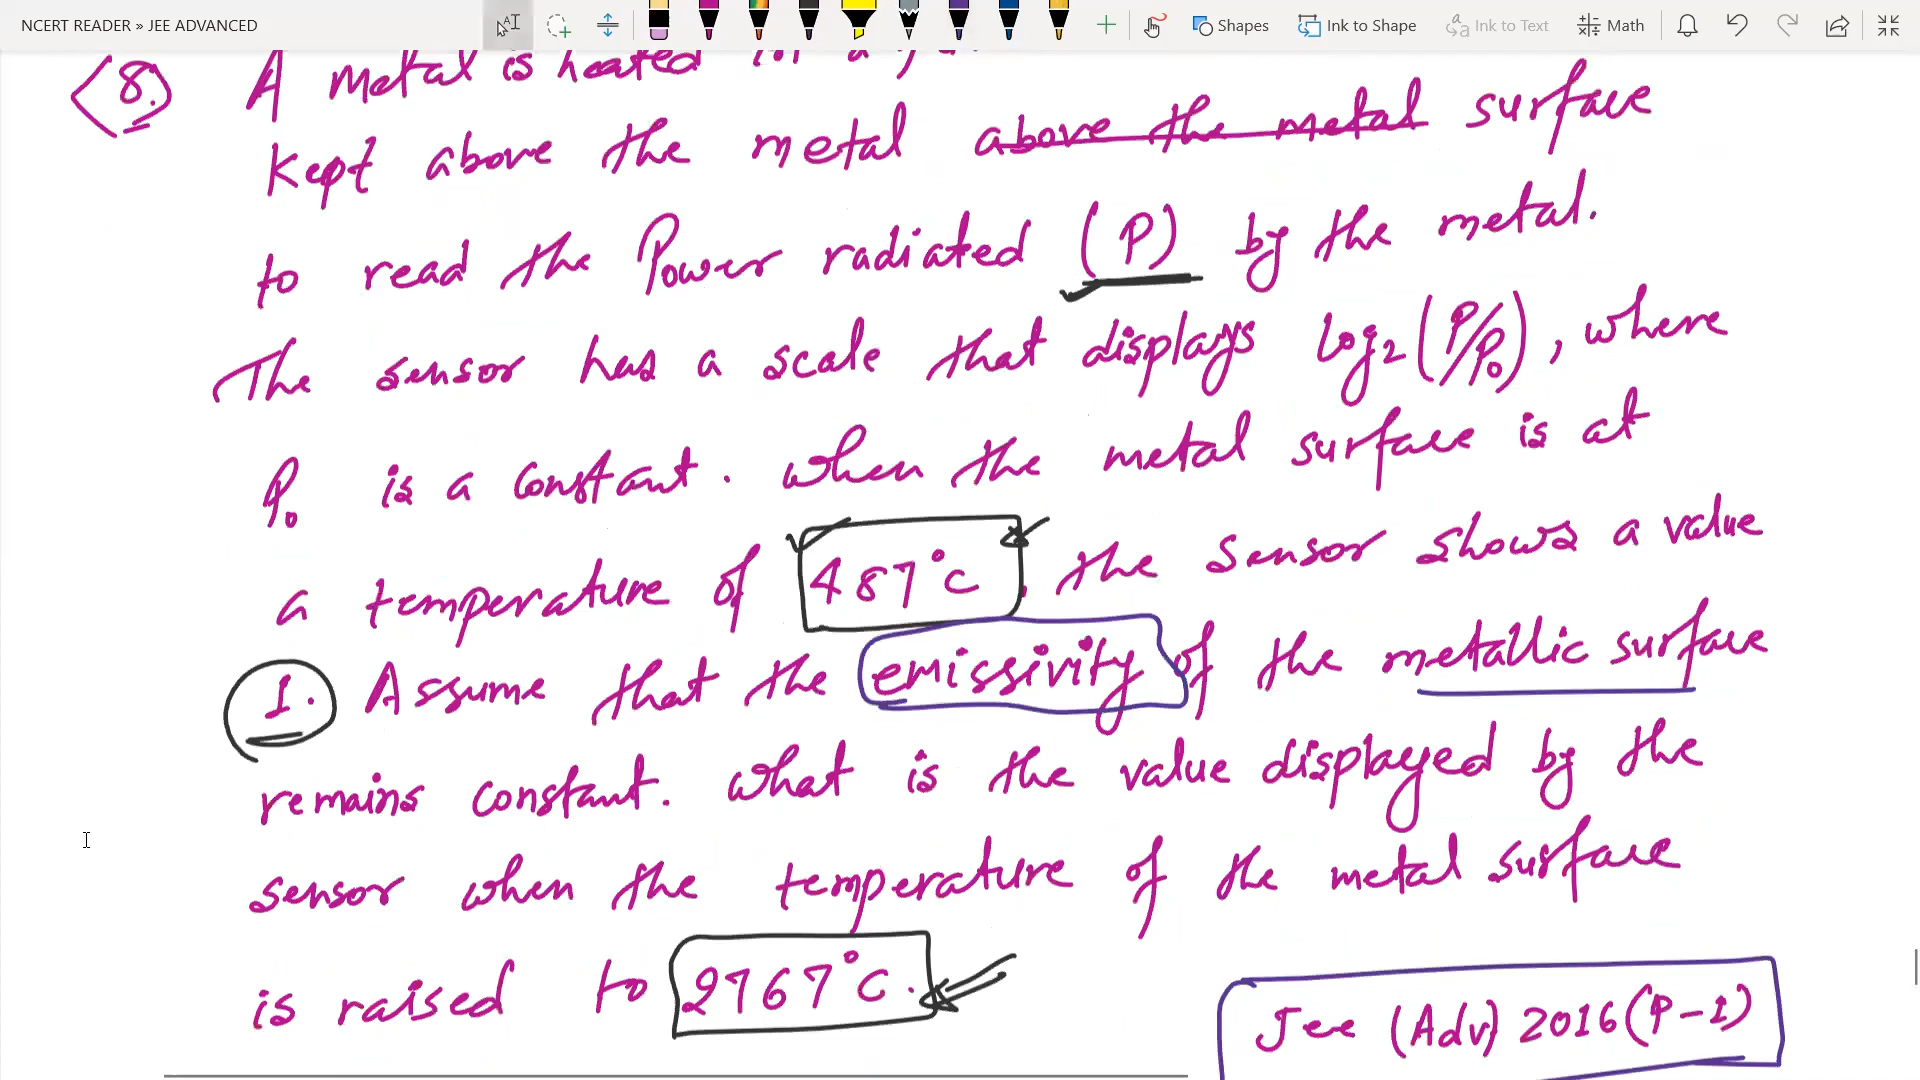 NCERT READER » JEE ADVANCED
Shapes
Ink to Shape
Ink to Text
Math
8. A metal is heated in a
kept above the metal above the metal surface
to read the Power radiated (P) by the metal.
The sensor has a scale that displays log₂(P/P₀), where
P₀ is a constant. when the metal surface is at
a temperature of 487°C, the sensor shows a value
1. Assume that the emissivity of the metallic surface
remains constant. what is the value displayed by the
sensor when the temperature of the metal surface
is raised to 2767°C.
Jee (Adv) 2016 (P-1)